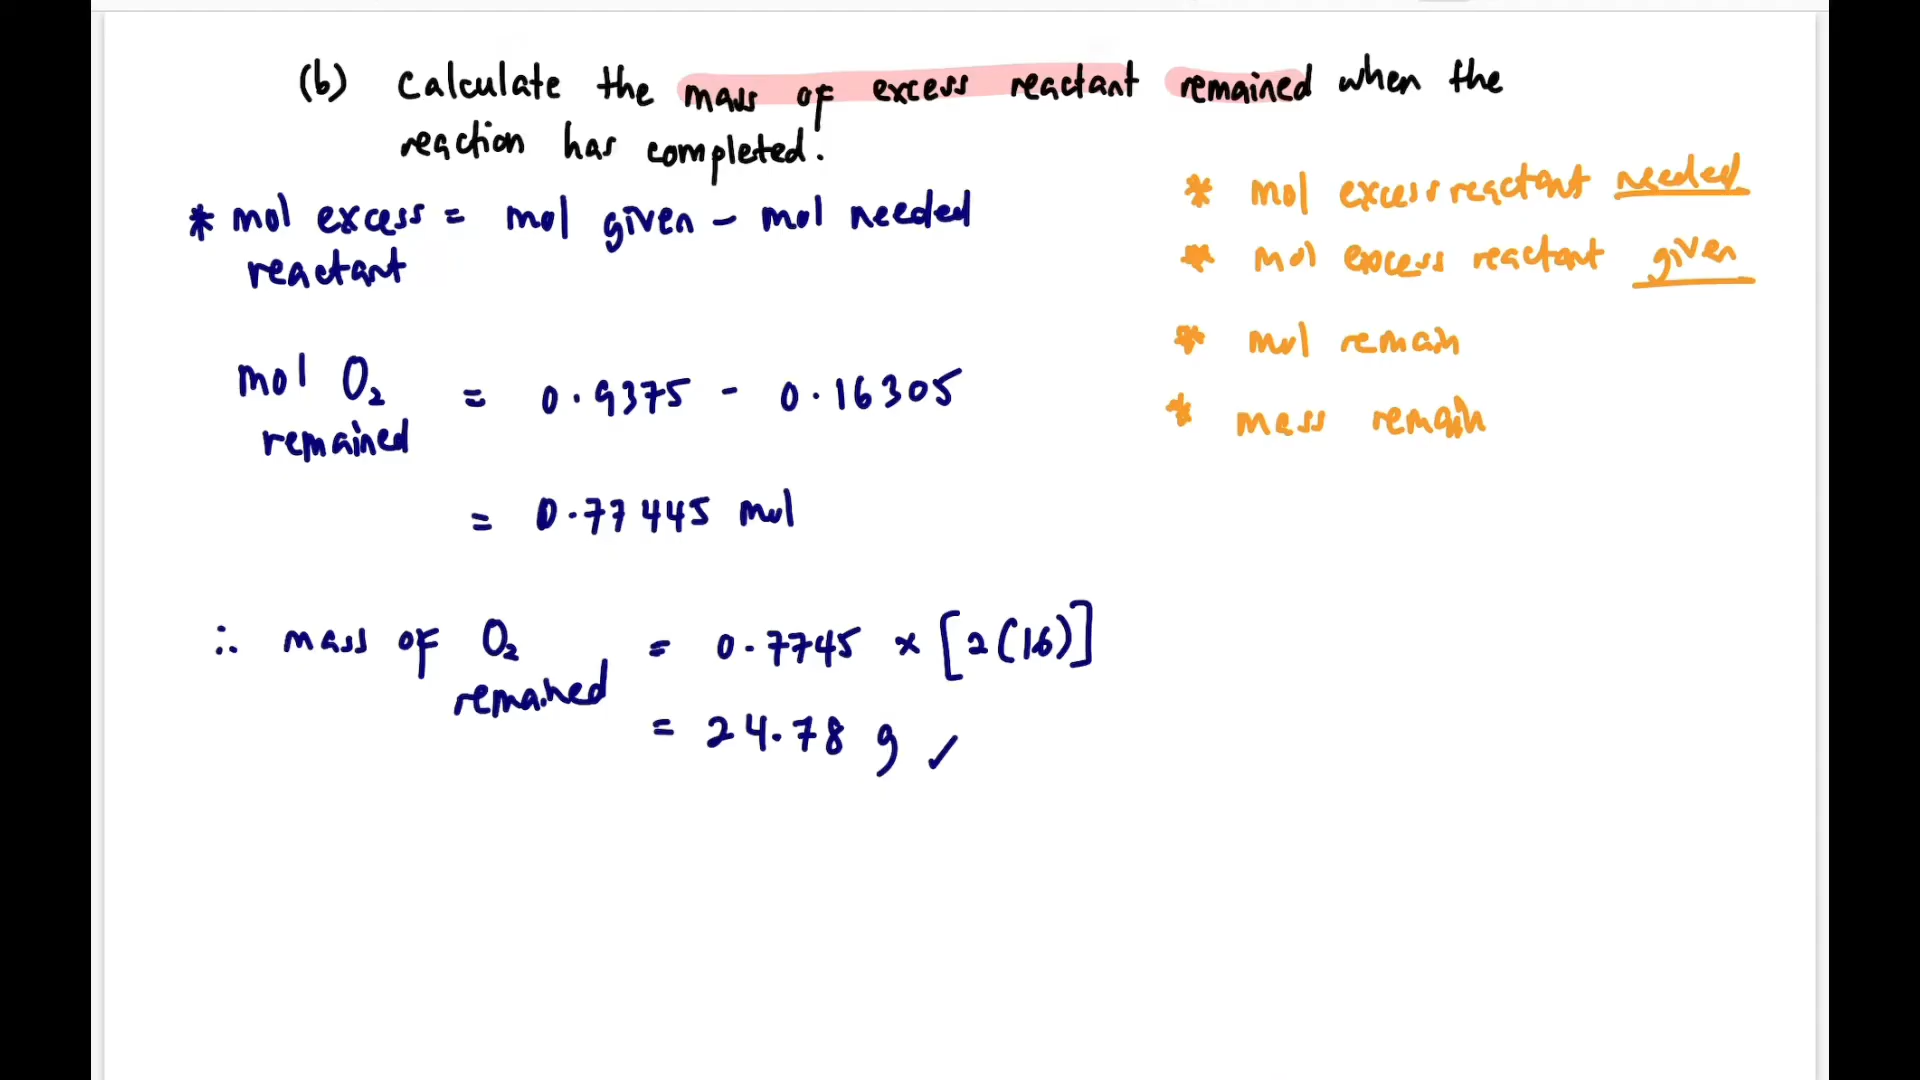 (b) Calculate the mass of excess reactant remained when the
reaction has completed.
* mol excess = mol given - mol needed
reactant
* mol excess reactant needed
* mol excess reactant given
* mol remain
* mass remain
mol O₂ = 0.9375 - 0.16305
remained
= 0.77445 mol
∴ mass of O₂ = 0.7745 × [2(16)]
remained
= 24.78 g ✓